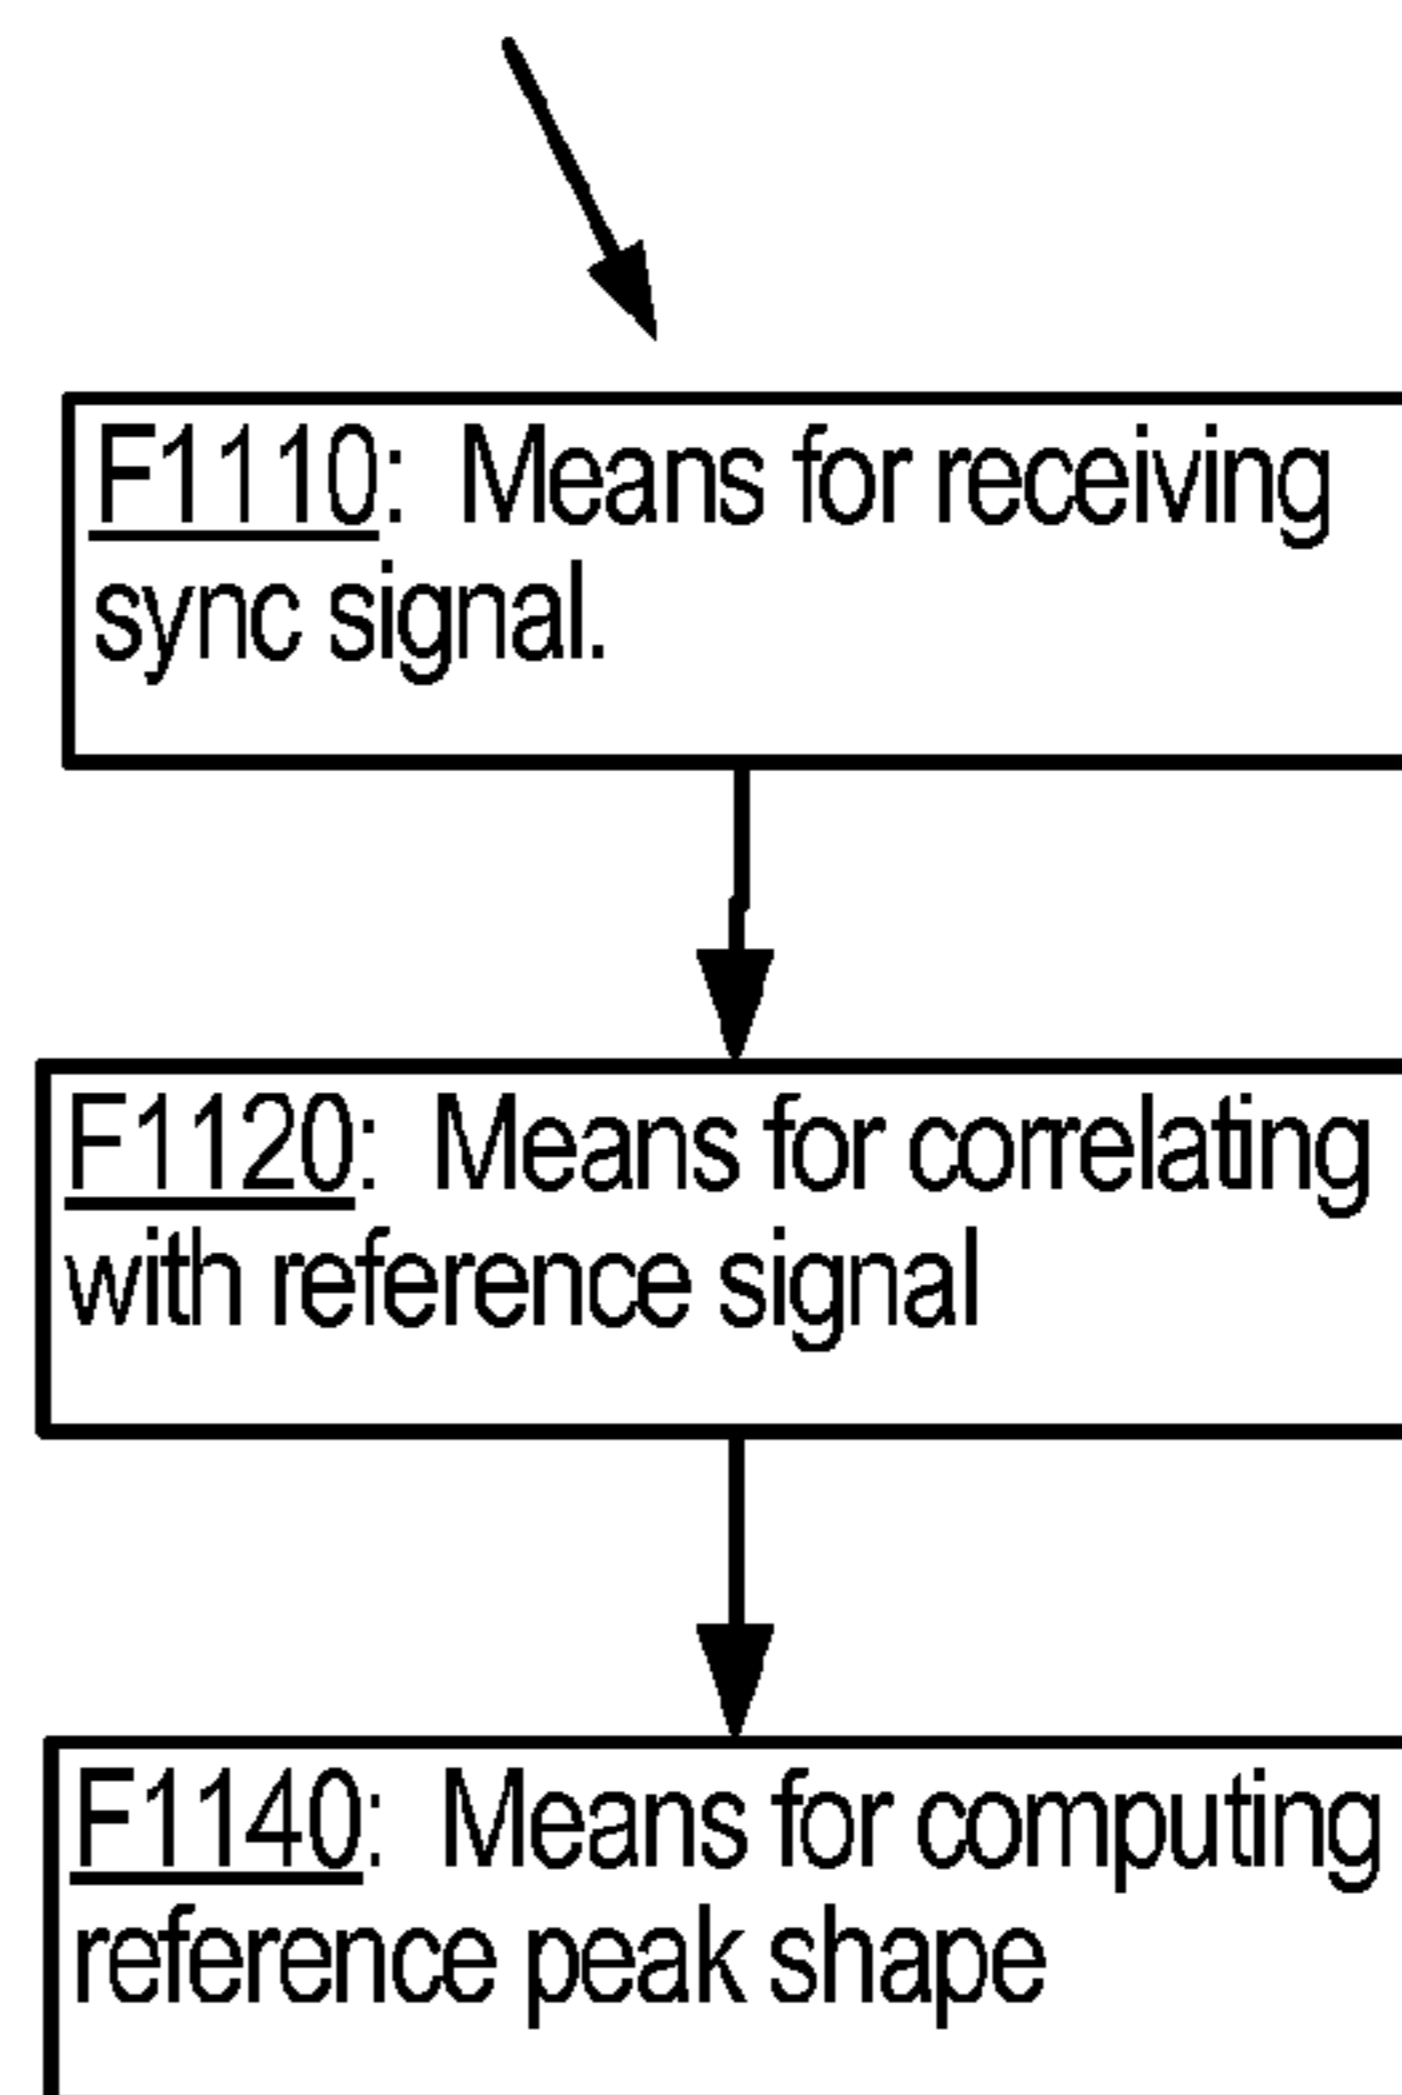 F1110: Means for receiving
sync signal.
F1120: Means for correlating
with reference signal
F1140: Means for computing
reference peak shape